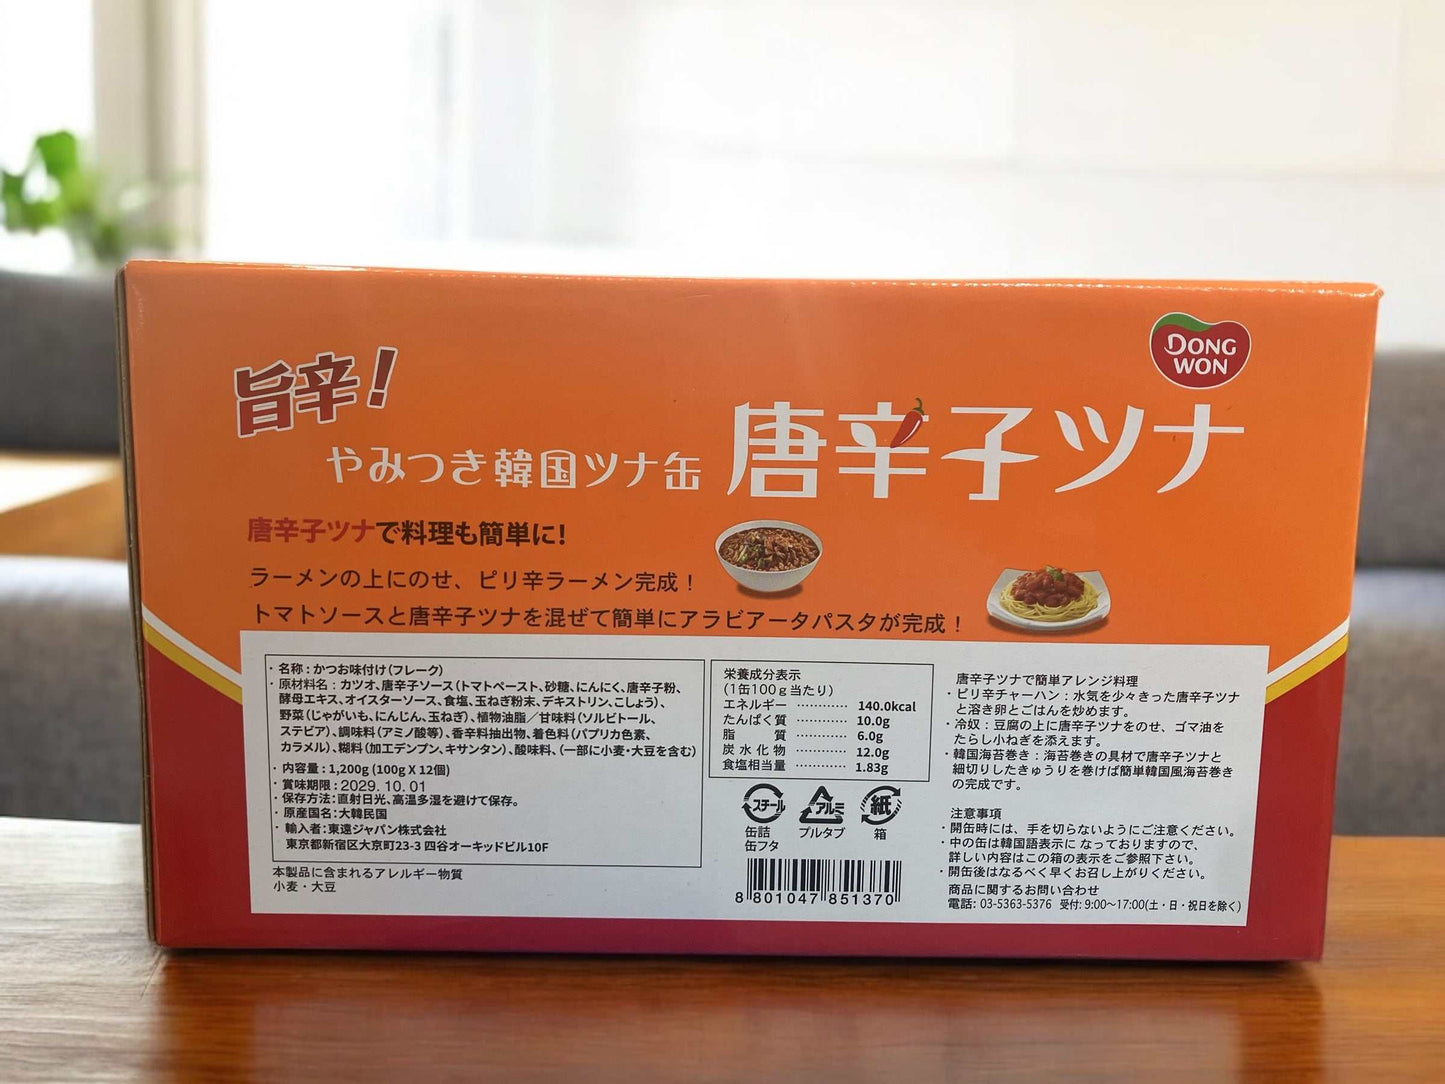 DONG
WON
旨辛!
やみつき韓国ツナ缶 唐辛子ツナ
唐辛子ツナで料理も簡単に!
ラーメンの上にのせ、ピリ辛ラーメン完成！
トマトソースと唐辛子ツナを混ぜて簡単にアラビアータパスタが完成！
・名称：かつお味付け（フレーク）
・原材料名：カツオ、唐辛子ソース（トマトペースト、砂糖、にんにく、唐辛子粉、
酵母エキス、オイスターソース、食塩、玉ねぎ粉末、デキストリン、こしょう）、
野菜（じゃがいも、にんじん、玉ねぎ）、植物油脂／甘味料（ソルビトール、
ステビア）、調味料（アミノ酸等）、香辛料抽出物、着色料（パプリカ色素、
カラメル）、糊料（加工デンプン、キサンタン）、酸味料、（一部に小麦・大豆を含む）
・内容量：1,200g (100g X 12個)
・賞味期限：2029. 10. 01
・保存方法：直射日光、高温多湿を避けて保存。
・原産国名：大韓民国
・輸入者：東遠ジャパン株式会社
東京都新宿区大京町23-3 四谷オーキッドビル10F
本製品に含まれるアレルギー物質
小麦・大豆
栄養成分表示
(1缶100ｇ当たり)
エネルギー ………… 140.0kcal
たんぱく質 ………… 10.0g
脂　　質 ………… 6.0g
炭水化物 ………… 12.0g
食塩相当量 ………… 1.83g
スチール アルミ 紙
缶詰 プルタブ 箱
缶フタ
8 801047 851370
唐辛子ツナで簡単アレンジ料理
・ピリ辛チャーハン：水気を少々きった唐辛子ツナ
と溶き卵とごはんを炒めます。
・冷奴：豆腐の上に唐辛子ツナをのせ、ゴマ油を
たらし小ねぎを添えます。
・韓国海苔巻き：海苔巻きの具材で唐辛子ツナと
細切りしたきゅうりを巻けば簡単韓国風海苔巻き
の完成です。
注意事項
・開缶時には、手を切らないようにご注意ください。
・中の缶は韓国語表示に なっておりますので、
詳しい内容はこの箱の表示をご参照下さい。
・開缶後はなるべく早くお召し上がりください。
商品に関するお問い合わせ
電話: 03-5363-5376 受付: 9:00～17:00(土・日・祝日を除く)